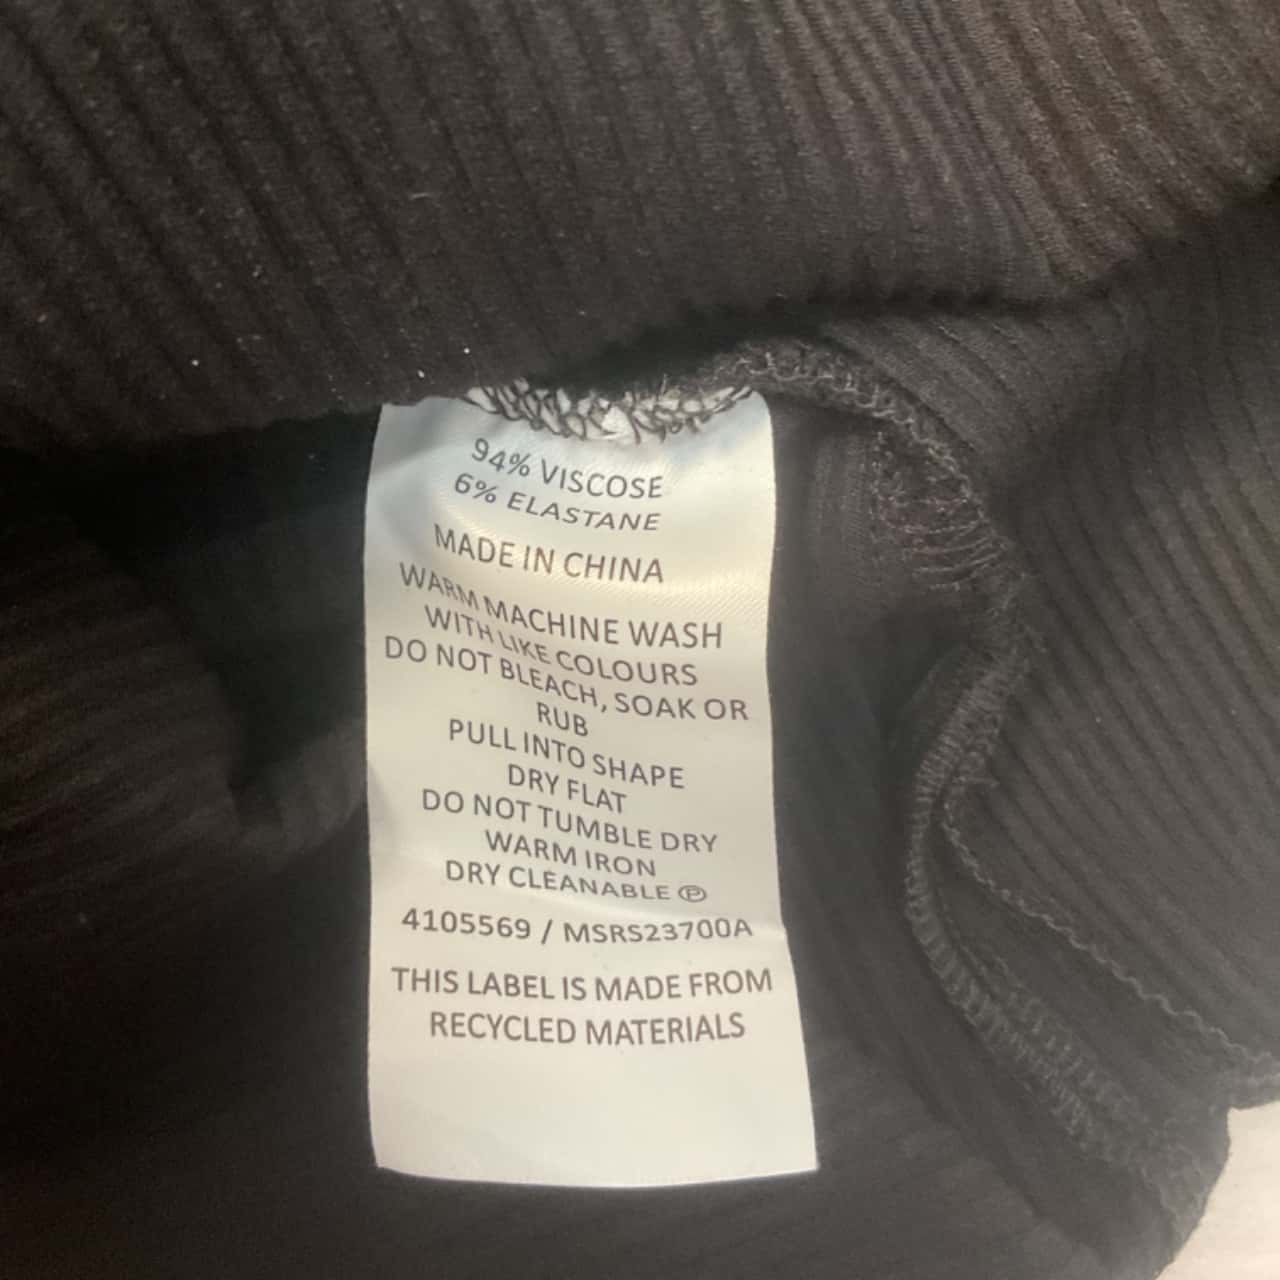 94% VISCOSE
6% ELASTANE
MADE IN CHINA
WARM MACHINE WASH
WITH LIKE COLOURS
DO NOT BLEACH, SOAK OR
RUB
PULL INTO SHAPE
DRY FLAT
DO NOT TUMBLE DRY
WARM IRON
DRY CLEANABLE Ⓟ
4105569 / MSRS23700A
THIS LABEL IS MADE FROM
RECYCLED MATERIALS